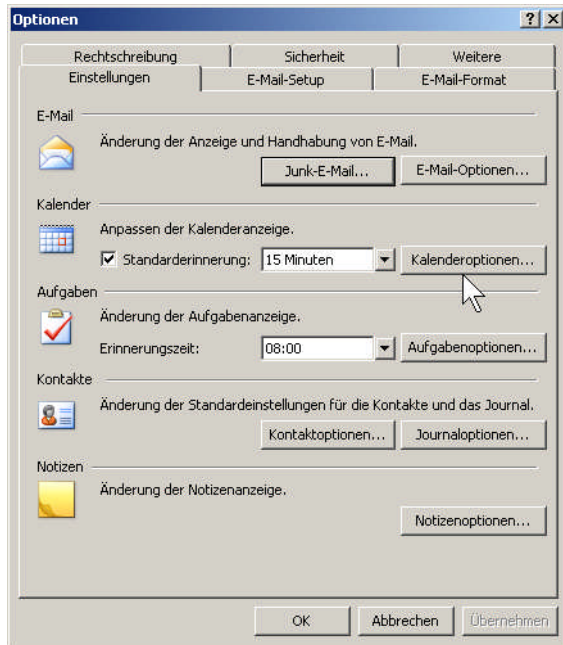 Optionen
Rechtschreibung Sicherheit Weitere
Einstellungen E-Mail-Setup E-Mail-Format
E-Mail
Änderung der Anzeige und Handhabung von E-Mail.
Junk-E-Mail... E-Mail-Optionen...
Kalender
Anpassen der Kalenderanzeige.
Standarderinnerung: 15 Minuten Kalenderoptionen...
Aufgaben
Änderung der Aufgabenanzeige.
Erinnerungszeit: 08:00 Aufgabenoptionen...
Kontakte
Änderung der Standardeinstellungen für die Kontakte und das Journal.
Kontaktoptionen... Journaloptionen...
Notizen
Änderung der Notizenanzeige.
Notizenoptionen...
OK Abbrechen Übernehmen